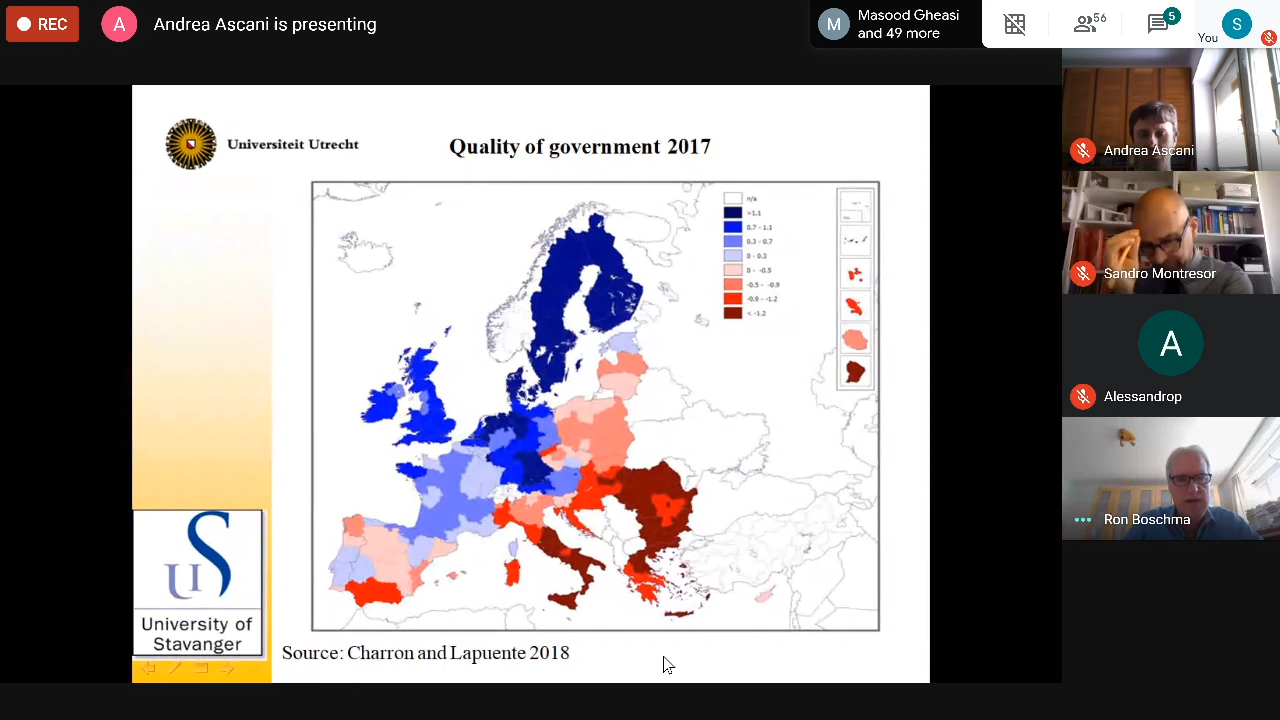 REC
A
Andrea Ascani is presenting
M
Masood Gheasi
and 49 more
56
5
You
S
Universiteit Utrecht
Quality of government 2017
n/a
>1.1
0.7 - 1.1
0.3 - 0.7
0 - 0.3
0 - -0.5
-0.5 - -0.9
-0.9 - -1.2
< -1.2
US
University of
Stavanger
Source: Charron and Lapuente 2018
Andrea Ascani
Sandro Montresor
A
Alessandrop
Ron Boschma